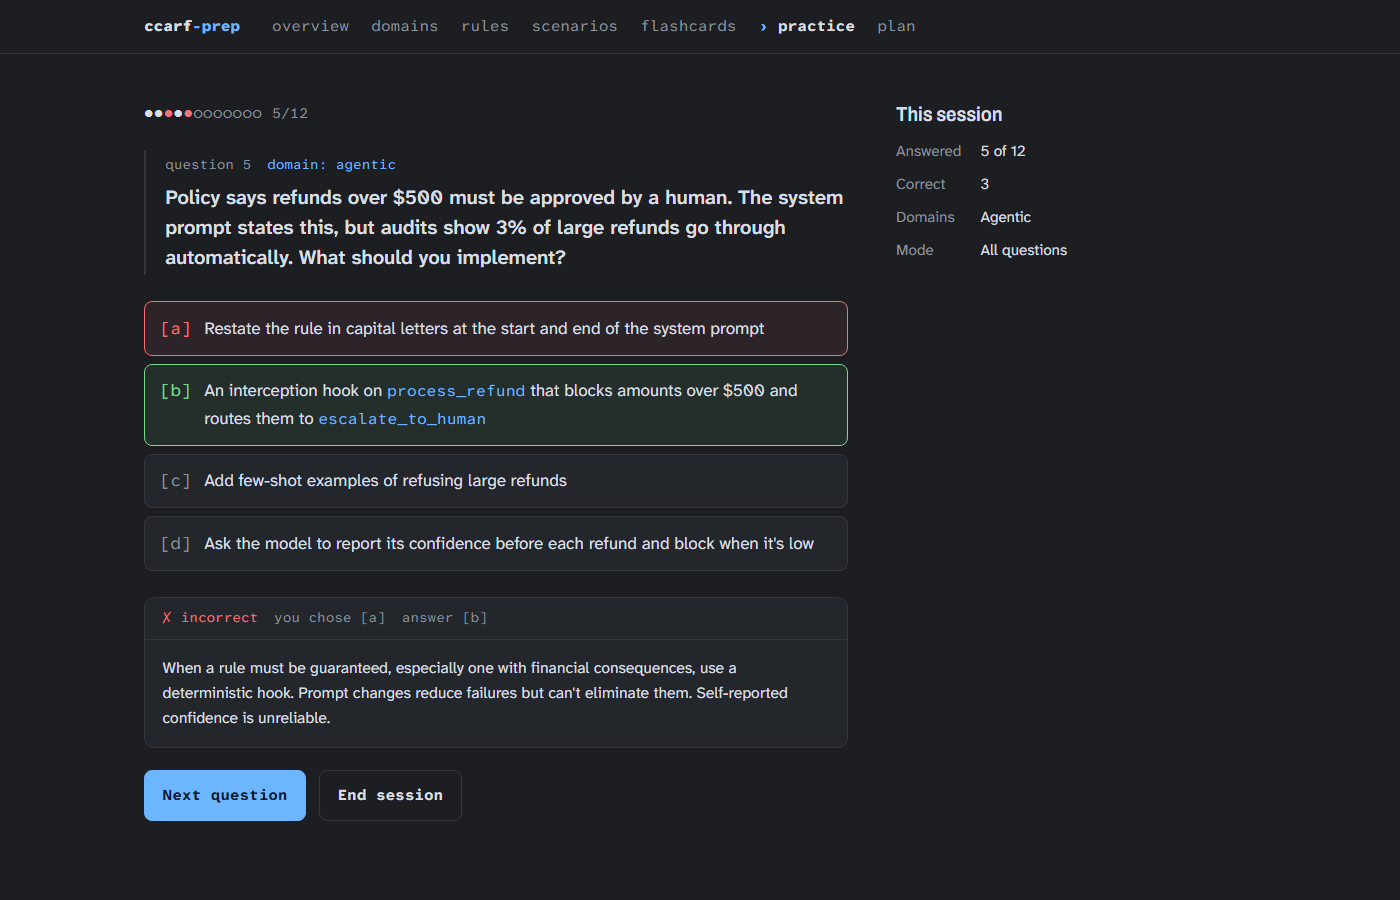 ccarf-prep overview domains rules scenarios flashcards › practice plan
●●●●●○○○○○○○ 5/12
question 5 domain: agentic
Policy says refunds over $500 must be approved by a human. The system
prompt states this, but audits show 3% of large refunds go through
automatically. What should you implement?
[a] Restate the rule in capital letters at the start and end of the system prompt
[b] An interception hook on process_refund that blocks amounts over $500 and
routes them to escalate_to_human
[c] Add few-shot examples of refusing large refunds
[d] Ask the model to report its confidence before each refund and block when it's low
✗ incorrect you chose [a] answer [b]
When a rule must be guaranteed, especially one with financial consequences, use a
deterministic hook. Prompt changes reduce failures but can't eliminate them. Self-reported
confidence is unreliable.
Next question End session
This session
Answered 5 of 12
Correct 3
Domains Agentic
Mode All questions